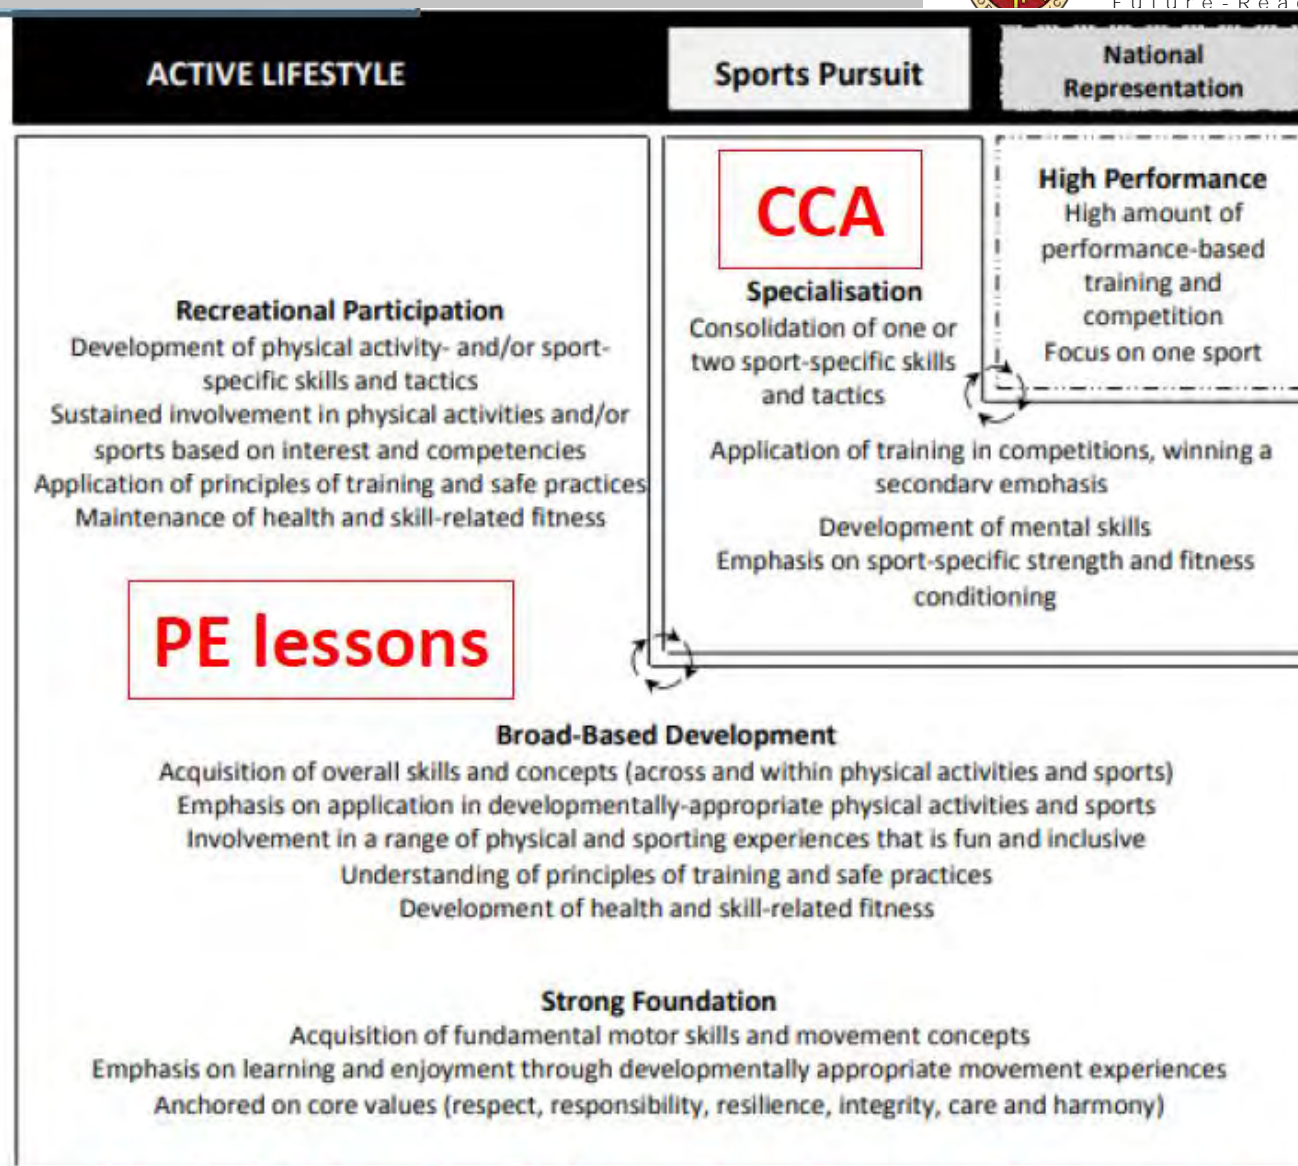 Future-Rea
ACTIVE LIFESTYLE
Sports Pursuit
National
Representation
CCA
High Performance
High amount of
performance-based
training and
competition
Focus on one sport
Specialisation
Consolidation of one or
two sport-specific skills
and tactics
Application of training in competitions, winning a
secondary emphasis
Development of mental skills
Emphasis on sport-specific strength and fitness
conditioning
Recreational Participation
Development of physical activity- and/or sport-
specific skills and tactics
Sustained involvement in physical activities and/or
sports based on interest and competencies
Application of principles of training and safe practices
Maintenance of health and skill-related fitness
PE lessons
Broad-Based Development
Acquisition of overall skills and concepts (across and within physical activities and sports)
Emphasis on application in developmentally-appropriate physical activities and sports
Involvement in a range of physical and sporting experiences that is fun and inclusive
Understanding of principles of training and safe practices
Development of health and skill-related fitness
Strong Foundation
Acquisition of fundamental motor skills and movement concepts
Emphasis on learning and enjoyment through developmentally appropriate movement experiences
Anchored on core values (respect, responsibility, resilience, integrity, care and harmony)